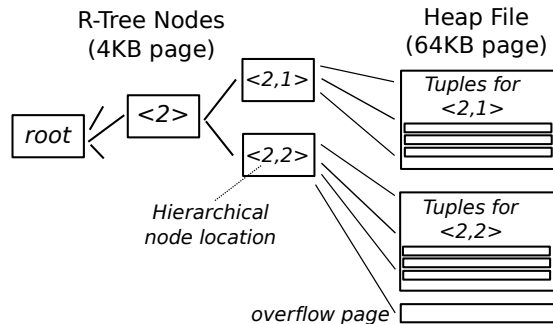 R-Tree Nodes
(4KB page)
Heap File
(64KB page)
root
<2>
<2,1>
<2,2>
Hierarchical
node location
Tuples for
<2,1>
Tuples for
<2,2>
overflow page